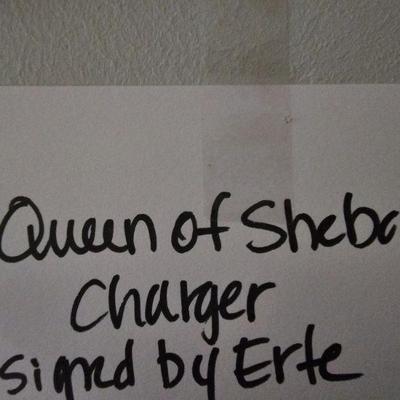 Queen of Sheba
Charger
signed by Erte